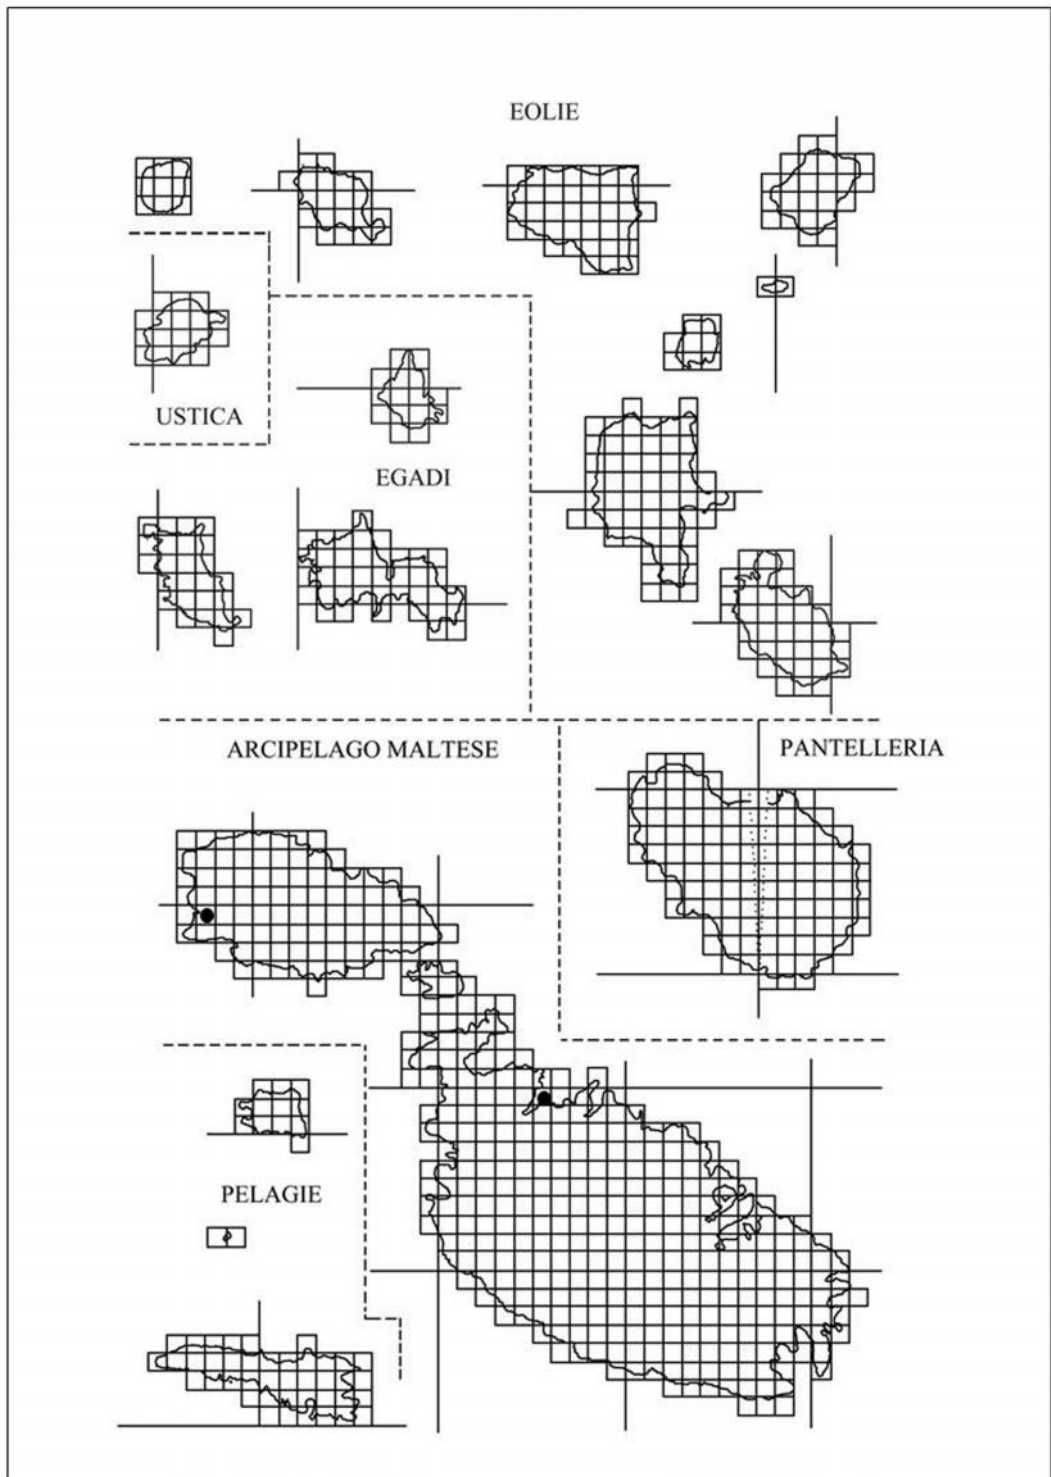 EOLIE
USTICA
EGADI
ARCIPELAGO MALTESE
PANTELLERIA
PELAGIE